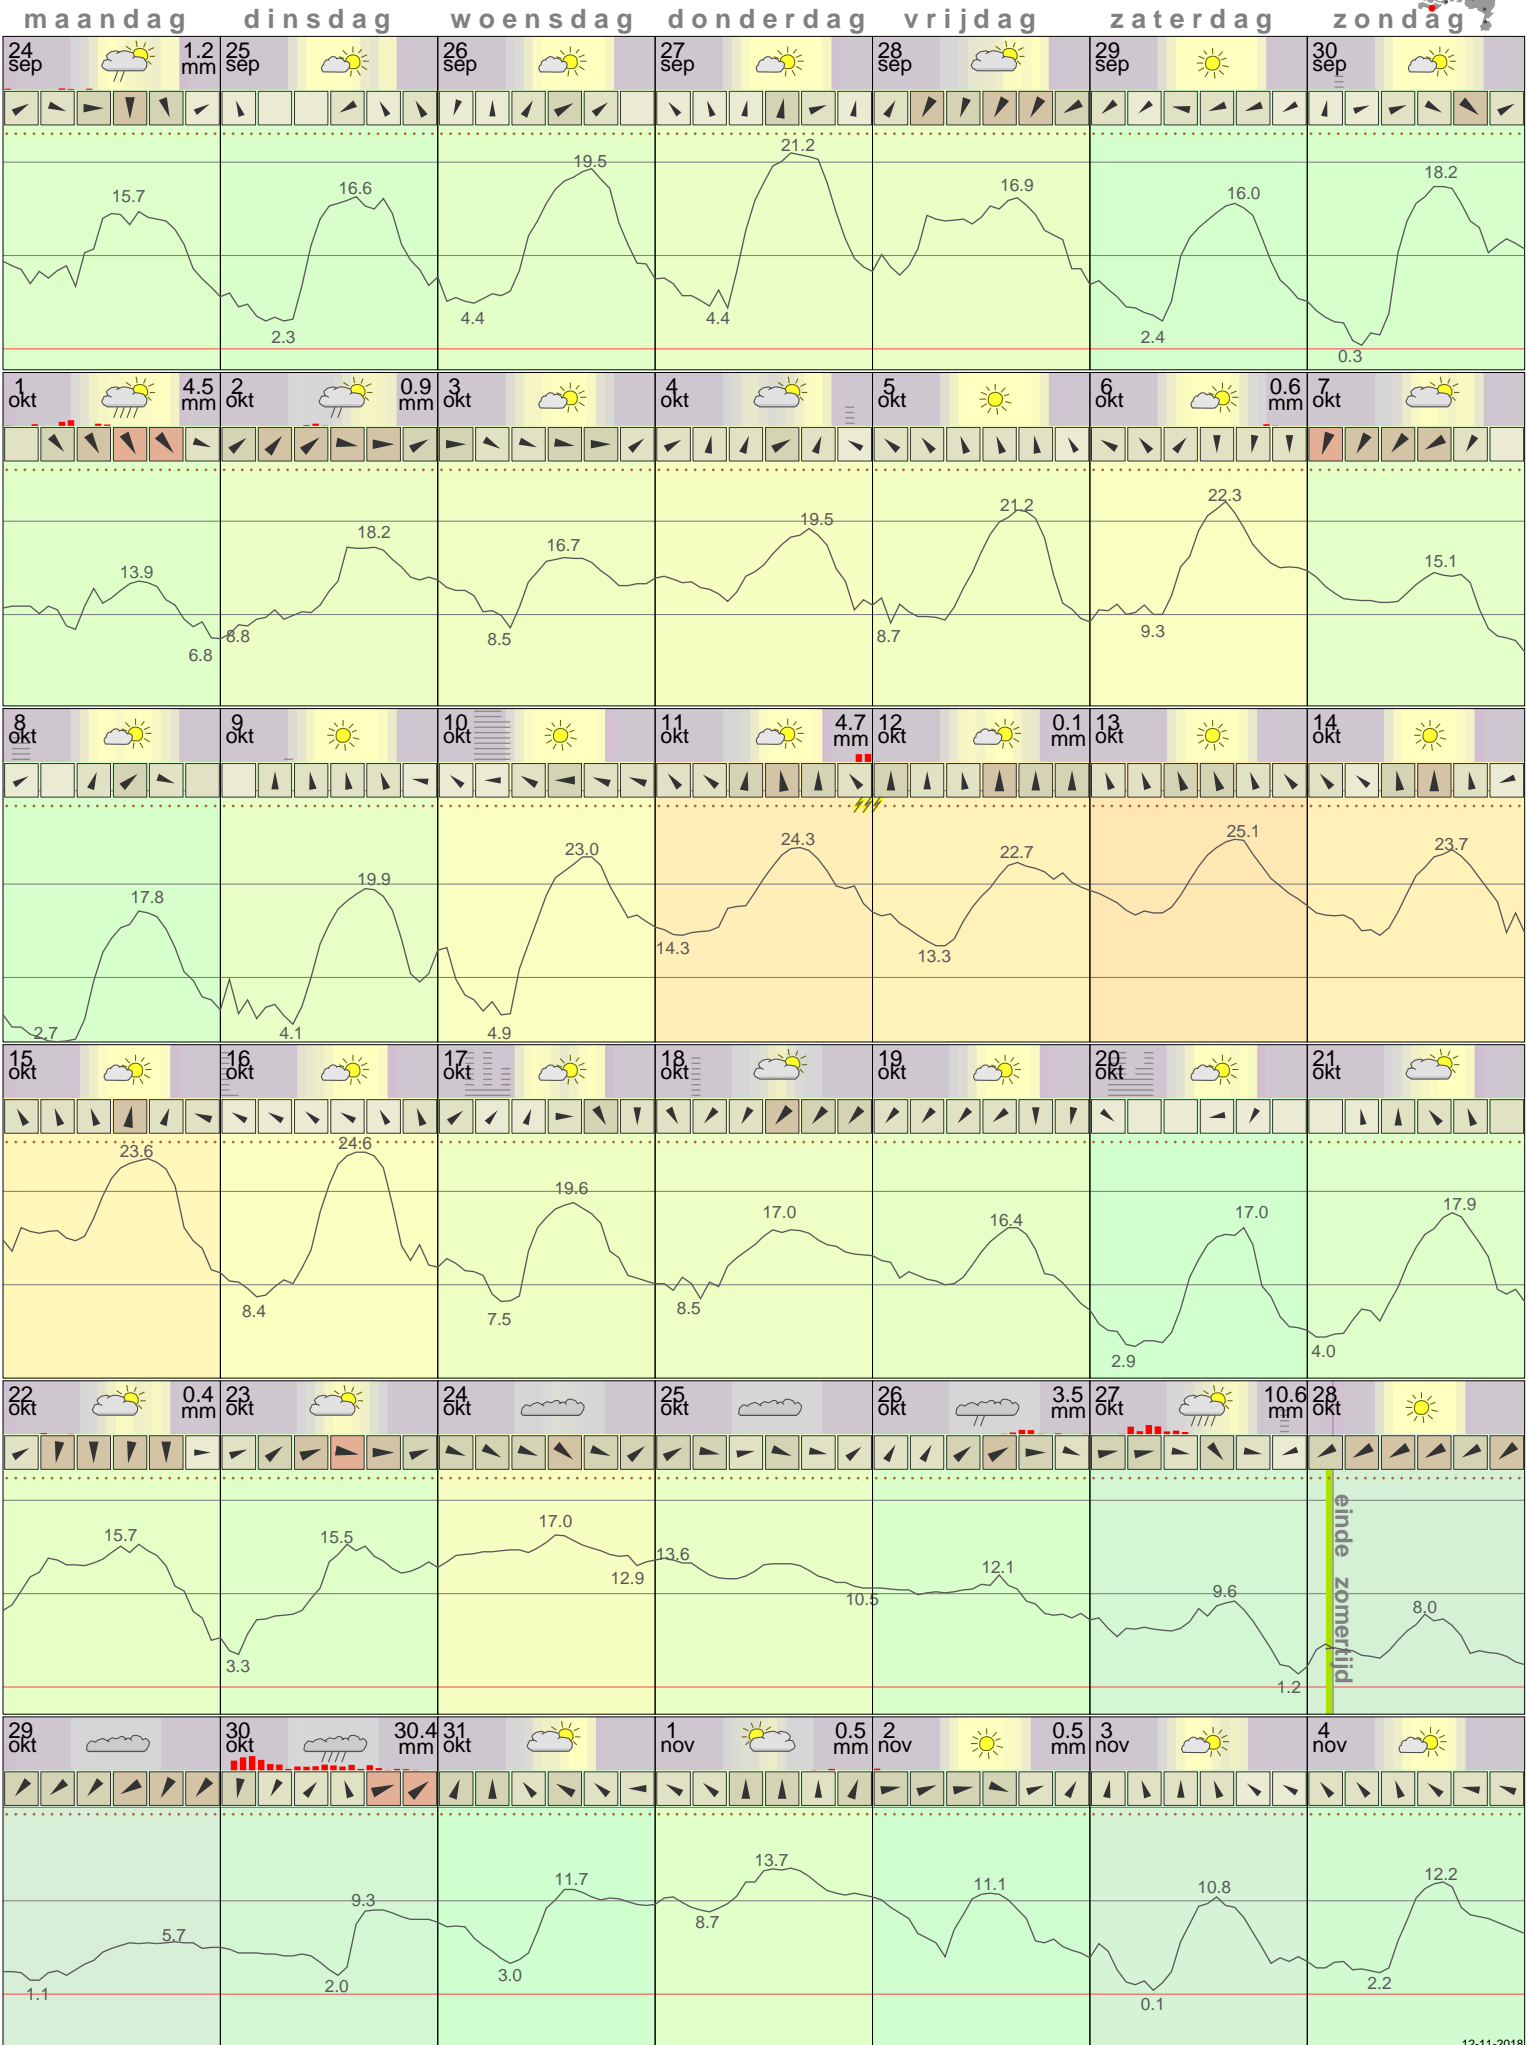 maandag dinsdag woensdag donderdag vrijdag zaterdag zondag
24 sep 1.2 mm 25 sep 26 sep 27 sep 28 sep 29 sep 30 sep
15.7 16.6 2.3 19.5 4.4 21.2 4.4 16.9 16.0 2.4 18.2 0.3
1 okt 4.5 mm 2 okt 0.9 mm 3 okt 4 okt 5 okt 6 okt 0.6 mm 7 okt
13.9 6.8 8.8 18.2 16.7 8.5 19.5 21.2 8.7 22.3 9.3 15.1
8 okt 9 okt 10 okt 11 okt 4.7 mm 12 okt 0.1 mm 13 okt 14 okt
17.8 2.7 19.9 4.1 23.0 4.9 24.3 14.3 22.7 13.3 25.1 23.7
15 okt 16 okt 17 okt 18 okt 19 okt 20 okt 21 okt
23.6 24.6 8.4 19.6 7.5 17.0 8.5 16.4 17.0 2.9 17.9 4.0
22 okt 0.4 mm 23 okt 24 okt 25 okt 26 okt 3.5 mm 27 okt 10.6 mm 28 okt
15.7 15.5 3.3 17.0 12.9 13.6 10.5 12.1 9.6 1.2 8.0
einde zomertijd
29 okt 30 okt 30.4 mm 31 okt 1 nov 0.5 mm 2 nov 0.5 mm 3 nov 4 nov
5.7 1.1 9.3 2.0 11.7 3.0 13.7 8.7 11.1 10.8 0.1 12.2 2.2
12-11-2018